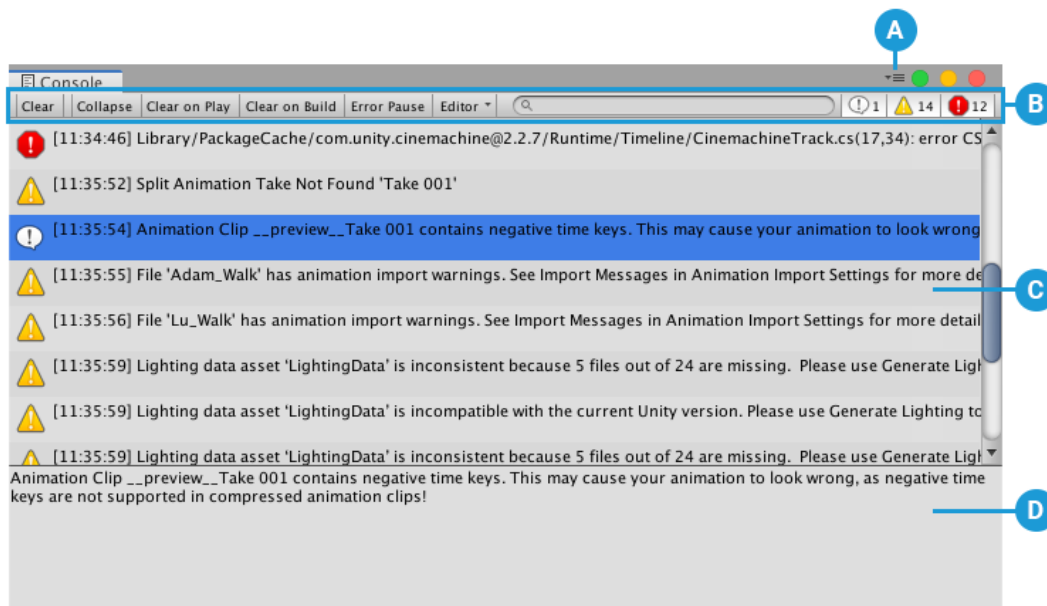 A
Console
Clear Collapse Clear on Play Clear on Build Error Pause Editor 1 14 12
B
[11:34:46] Library/PackageCache/com.unity.cinemachine@2.2.7/Runtime/Timeline/CinemachineTrack.cs(17,34): error CS
[11:35:52] Split Animation Take Not Found 'Take 001'
[11:35:54] Animation Clip __preview__Take 001 contains negative time keys. This may cause your animation to look wrong
[11:35:55] File 'Adam_Walk' has animation import warnings. See Import Messages in Animation Import Settings for more de
C
[11:35:56] File 'Lu_Walk' has animation import warnings. See Import Messages in Animation Import Settings for more detail
[11:35:59] Lighting data asset ‘LightingData’ is inconsistent because 5 files out of 24 are missing.  Please use Generate Ligh
[11:35:59] Lighting data asset ‘LightingData’ is incompatible with the current Unity version. Please use Generate Lighting to
[11:35:59] Lighting data asset ‘LightingData’ is inconsistent because 5 files out of 24 are missing.  Please use Generate Ligh
Animation Clip __preview__Take 001 contains negative time keys. This may cause your animation to look wrong, as negative time
keys are not supported in compressed animation clips!
D